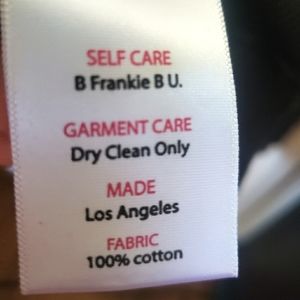 SELF CARE
B Frankie B U.
GARMENT CARE
Dry Clean Only
MADE
Los Angeles
FABRIC
100% cotton